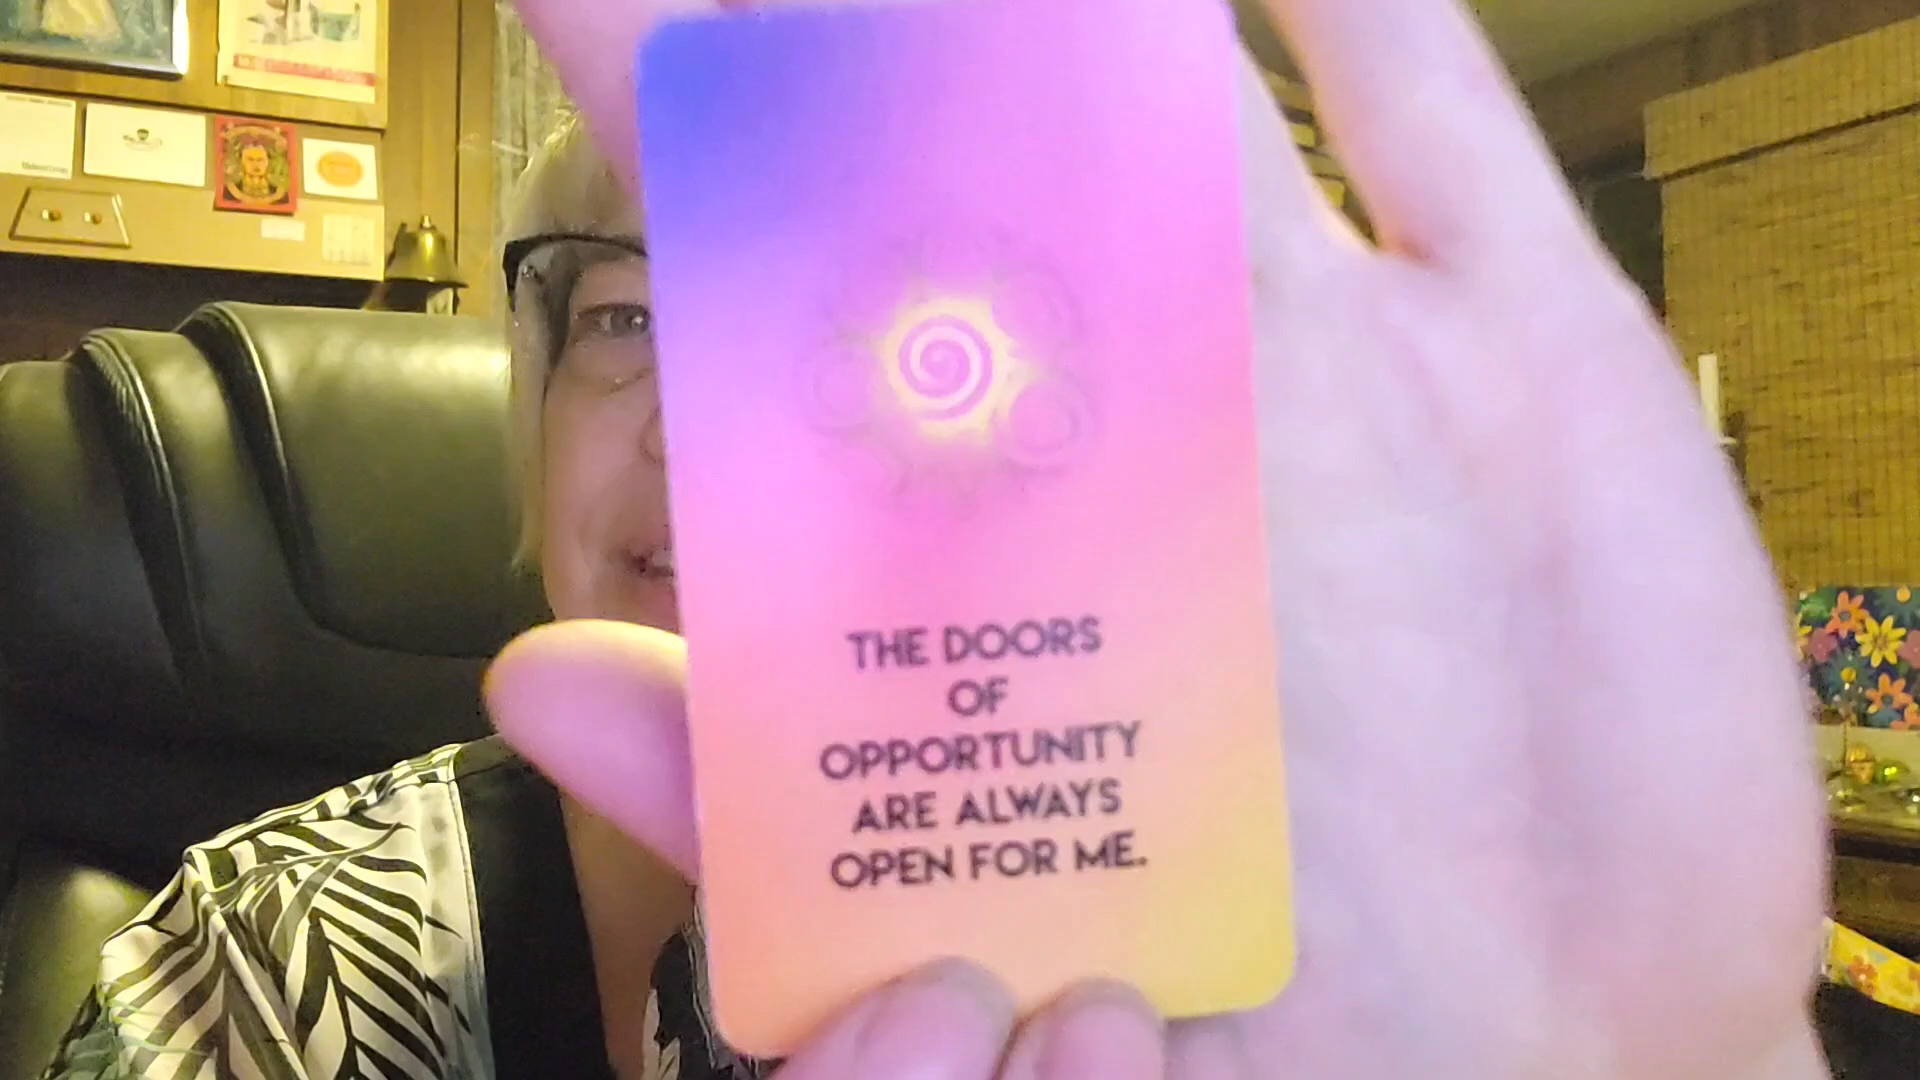 THE DOORS
OF
OPPORTUNITY
ARE ALWAYS
OPEN FOR ME.